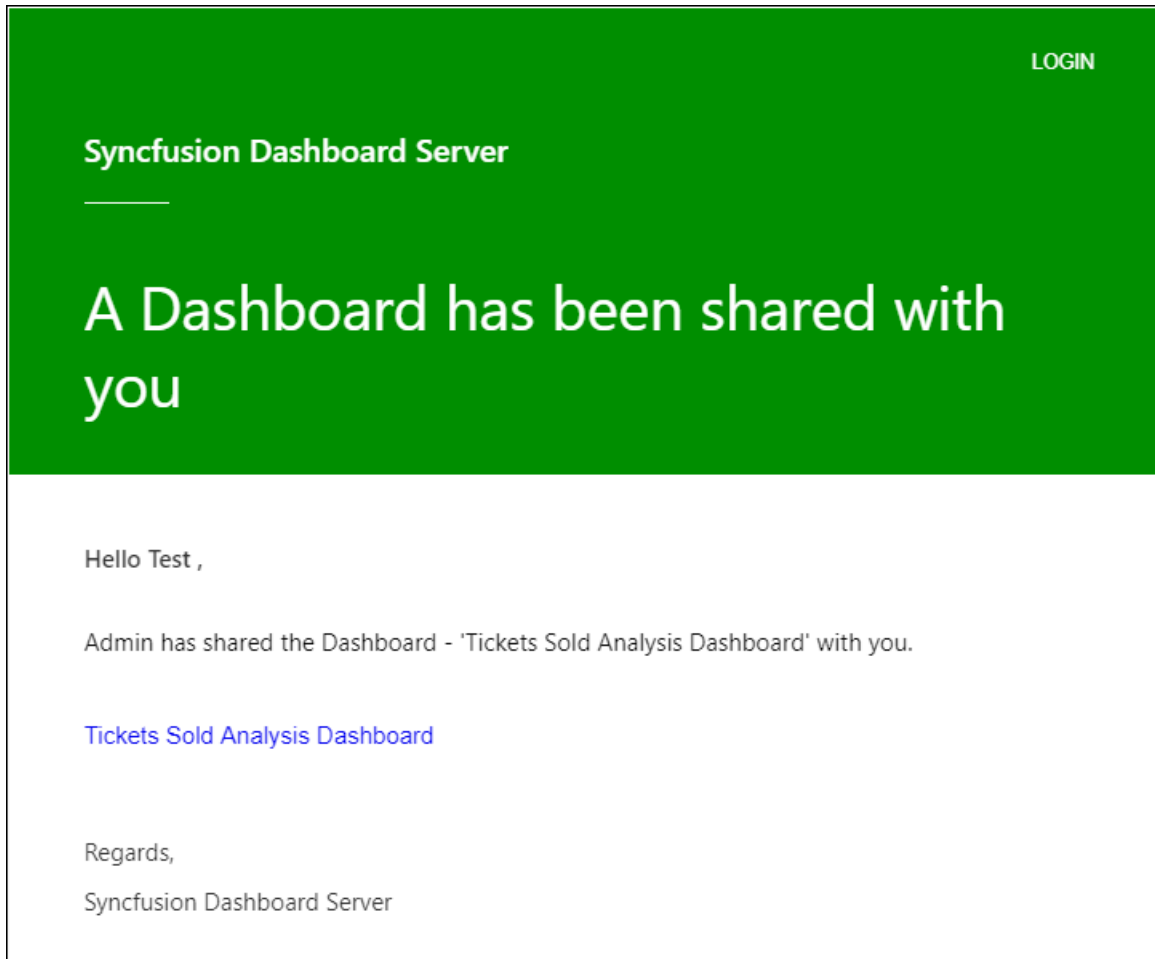 LOGIN
Syncfusion Dashboard Server
A Dashboard has been shared with
you
Hello Test ,
Admin has shared the Dashboard - 'Tickets Sold Analysis Dashboard' with you.
Tickets Sold Analysis Dashboard
Regards,
Syncfusion Dashboard Server